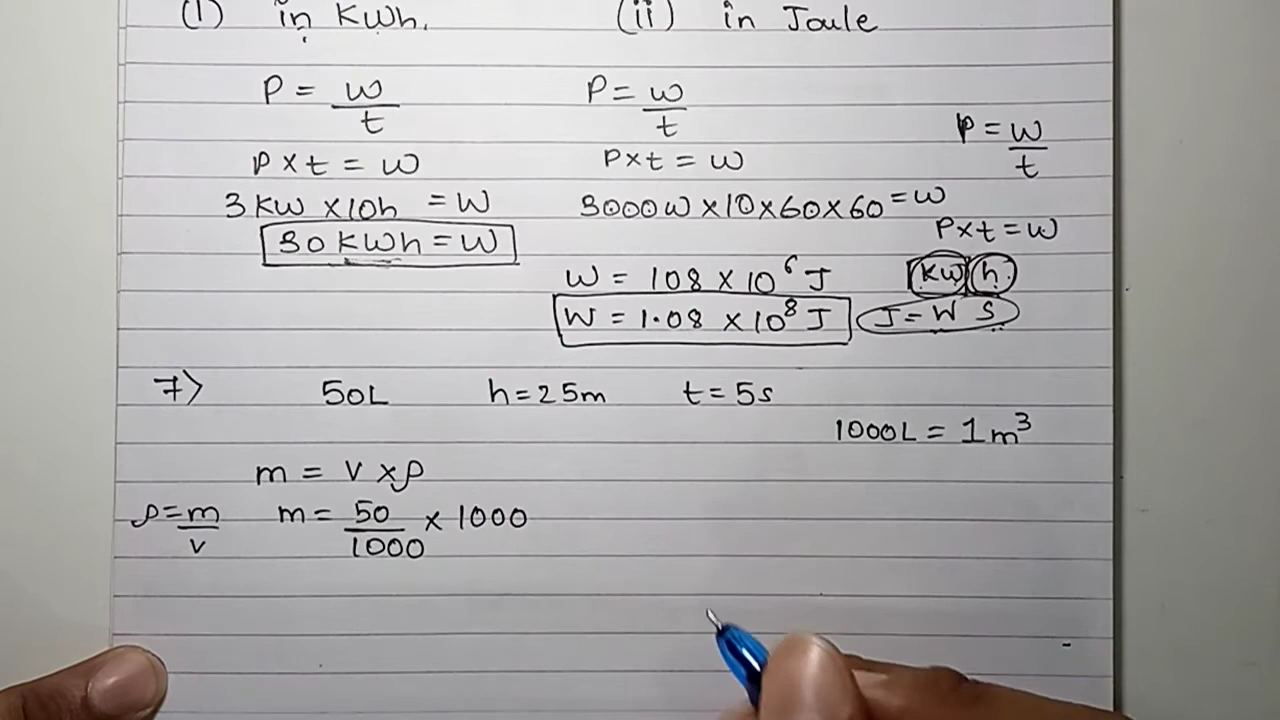 (i) in Kwh. (ii) in Joule
P = w/t P = w/t P = w/t
P x t = w P x t = w
3 Kw x 10h = w 3000w x 10 x 60 x 60 = w
P x t = w
30 kwh = w
W = 108 x 10⁶ J Kw h
W = 1.08 x 10⁸ J J = W S
7) 50L h = 25m t = 5s
1000L = 1m³
m = v x ρ
ρ = m/v m = 50/1000 x 1000